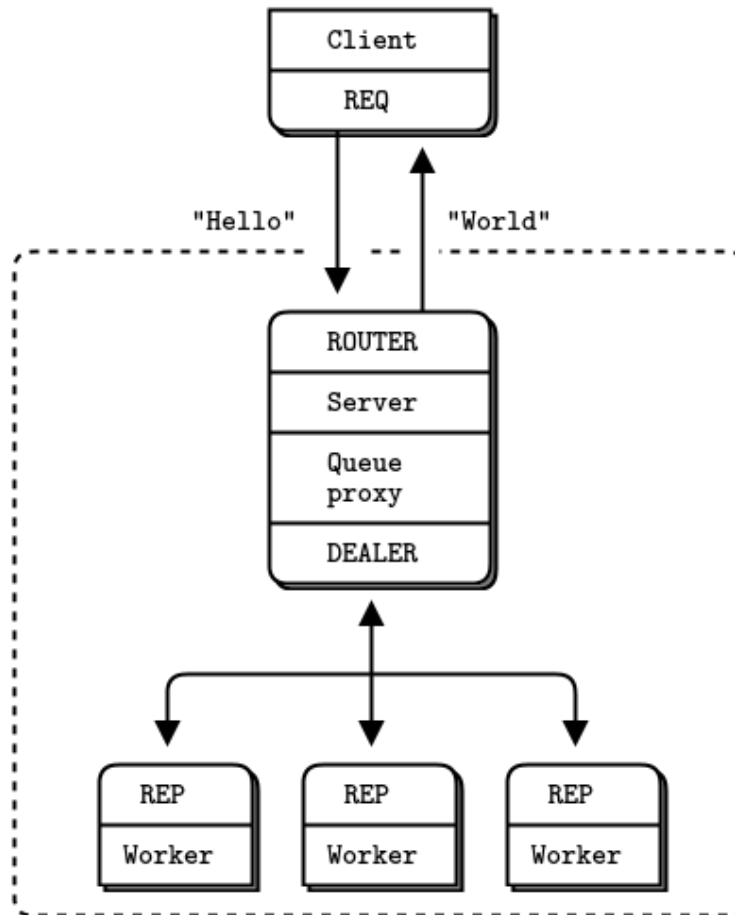 Client
REQ
"Hello"
"World"
ROUTER
Server
Queue
proxy
DEALER
REP
REP
REP
Worker
Worker
Worker